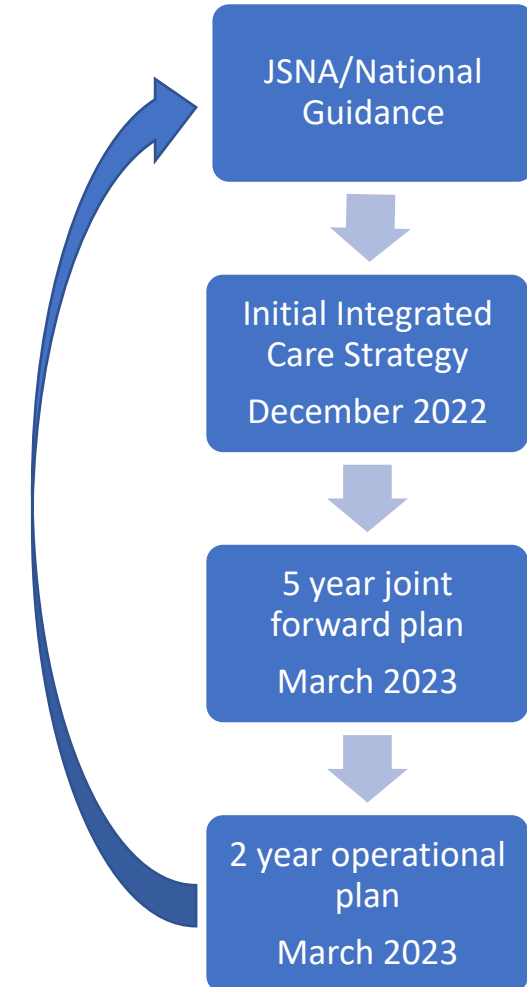 JSNA/National
Guidance
Initial Integrated
Care Strategy
December 2022
5 year joint
forward plan
March 2023
2 year operational
plan
March 2023